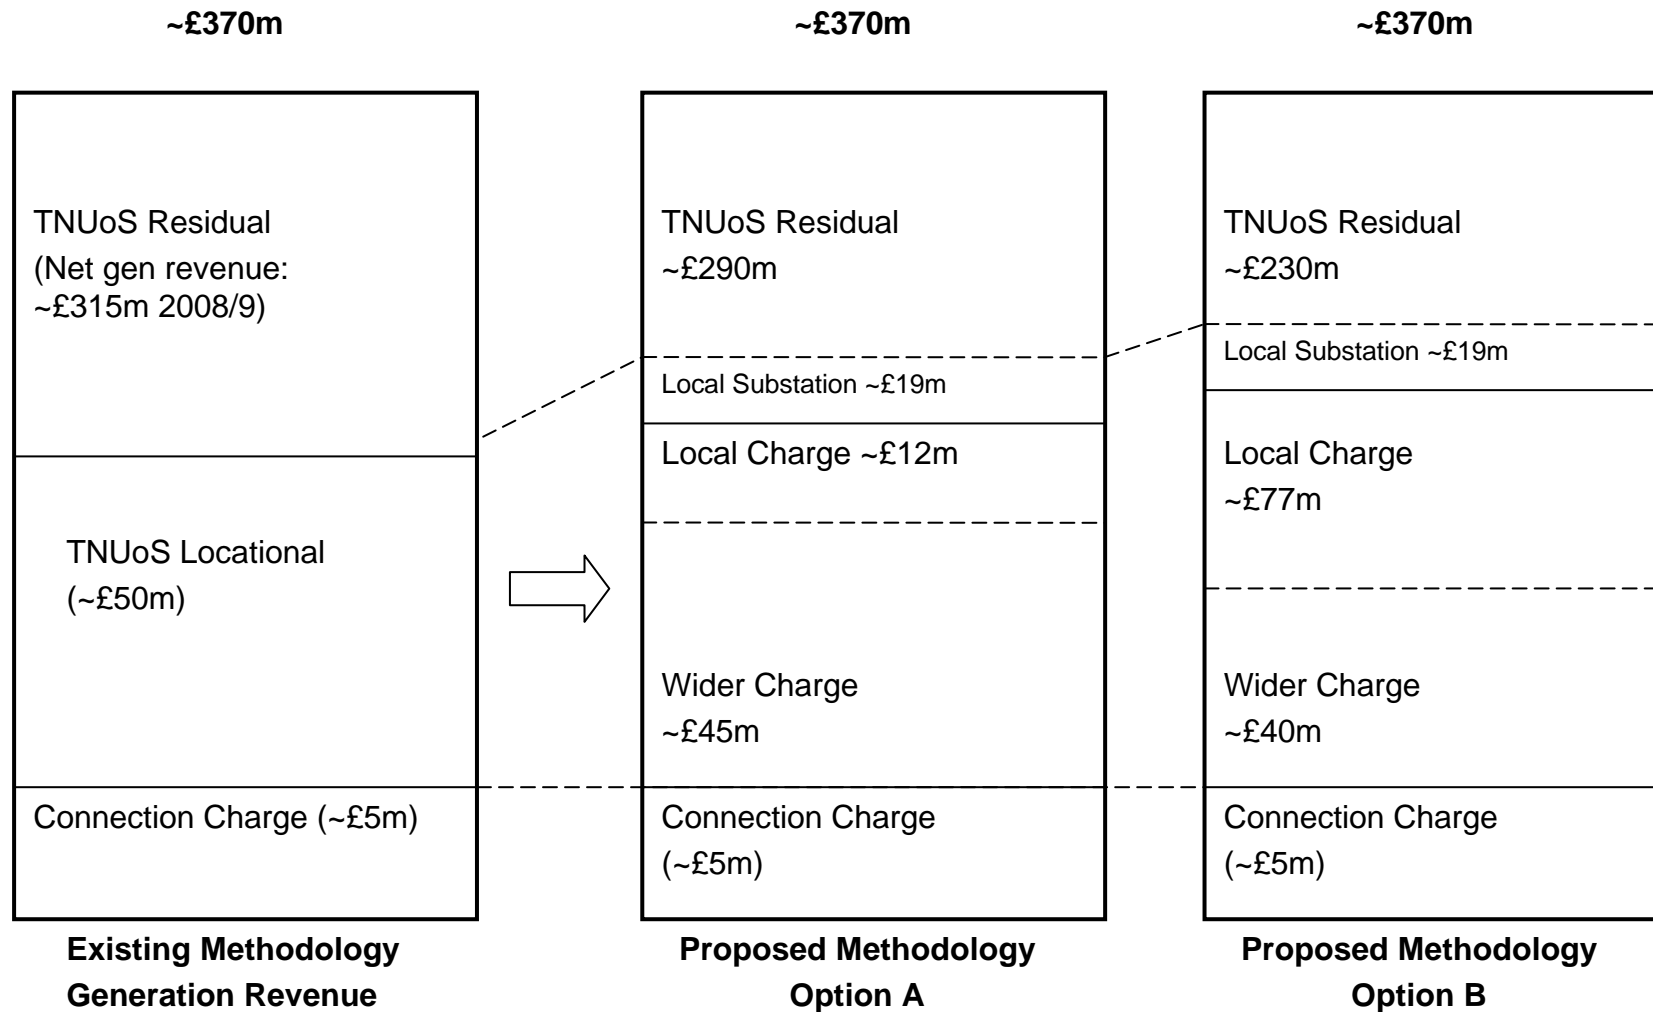 ~£370m
~£370m
~£370m
TNUoS Residual
(Net gen revenue:
~£315m 2008/9)
TNUoS Locational
(~£50m)
Connection Charge (~£5m)
Existing Methodology
Generation Revenue
TNUoS Residual
~£290m
Local Substation ~£19m
Local Charge ~£12m
Wider Charge
~£45m
Connection Charge
(~£5m)
Proposed Methodology
Option A
TNUoS Residual
~£230m
Local Substation ~£19m
Local Charge
~£77m
Wider Charge
~£40m
Connection Charge
(~£5m)
Proposed Methodology
Option B